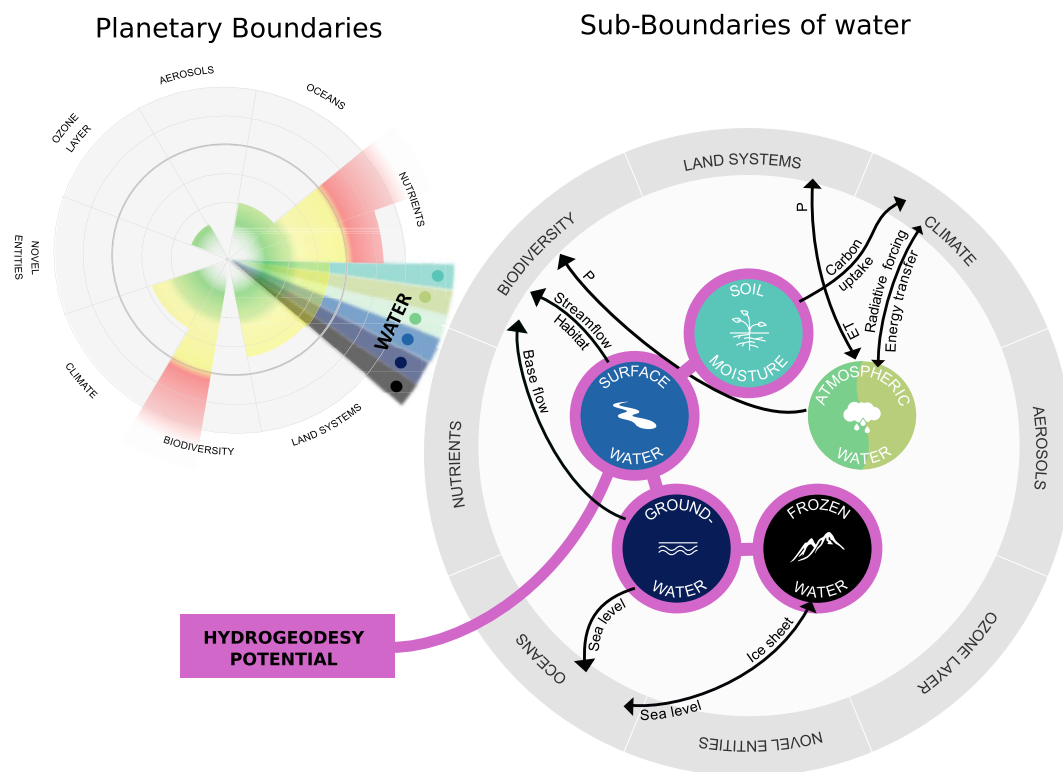 Planetary Boundaries
Sub-Boundaries of water
AEROSOLS
OCEANS
OZONE
LAYER
NUTRIENTS
NOVEL
ENTITIES
WATER
CLIMATE
LAND SYSTEMS
BIODIVERSITY
LAND SYSTEMS
BIODIVERSITY
CLIMATE
NUTRIENTS
AEROSOLS
OCEANS
OZONE LAYER
NOVEL ENTITIES
P
Carbon
uptake
Radiative forcing
Energy transfer
ET
P
Streamflow
Habitat
Base flow
SOIL
MOISTURE
SURFACE
WATER
ATMOSPHERIC
WATER
GROUND-
WATER
FROZEN
WATER
Sea level
Ice sheet
Sea level
HYDROGEODESY
POTENTIAL